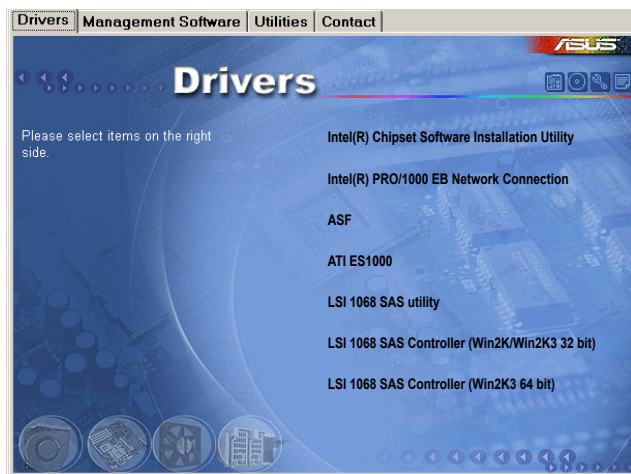 Drivers Management Software Utilities Contact
ASUS
Drivers
Please select items on the right
side.
Intel(R) Chipset Software Installation Utility
Intel(R) PRO/1000 EB Network Connection
ASF
ATI ES1000
LSI 1068 SAS utility
LSI 1068 SAS Controller (Win2K/Win2K3 32 bit)
LSI 1068 SAS Controller (Win2K3 64 bit)